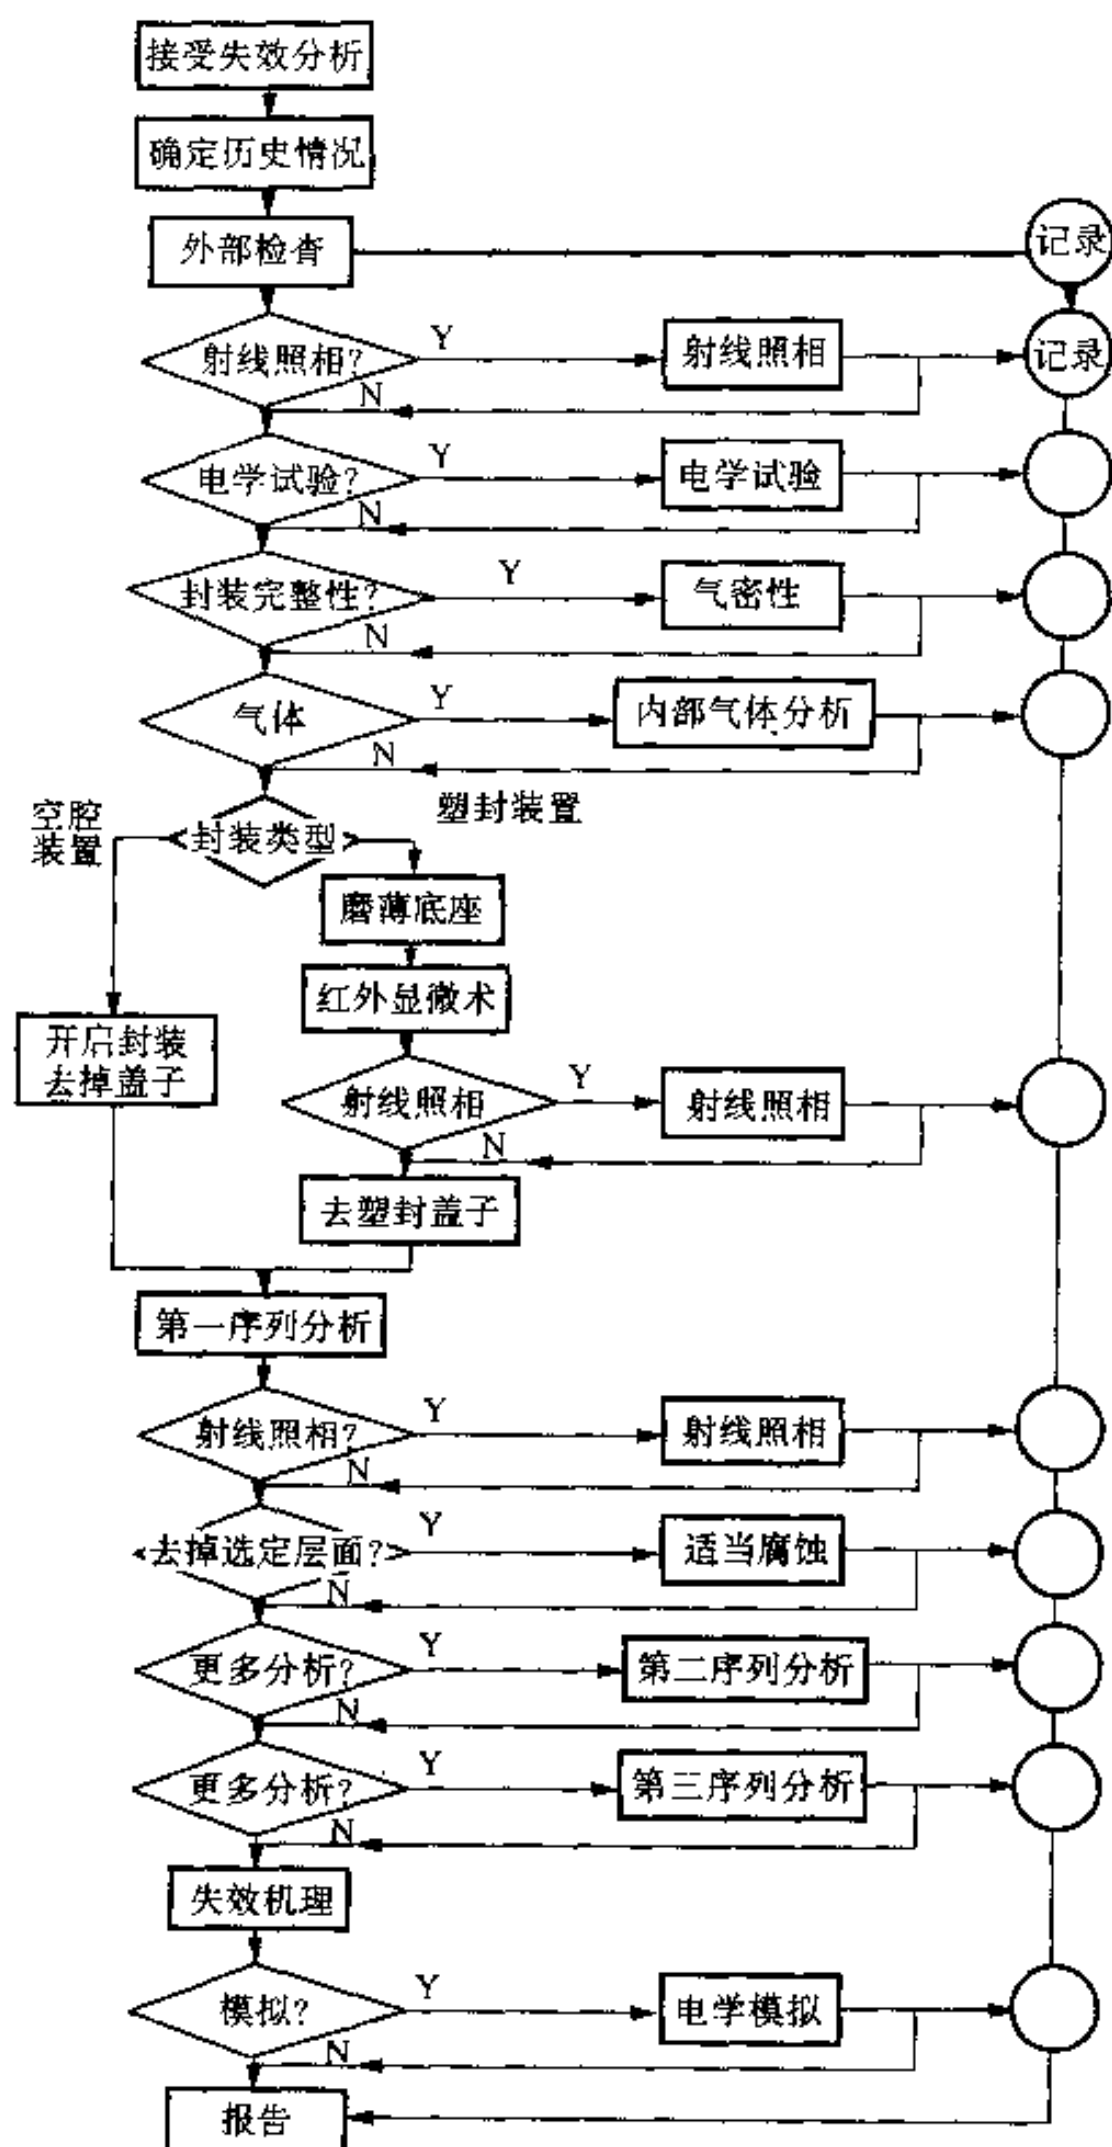 接受失效分析
确定历史情况
外部检查
记录
射线照相?
Y
射线照相
记录
N
电学试验?
Y
电学试验
N
封装完整性?
Y
气密性
N
气体
Y
内部气体分析
N
空腔
装置
封装类型
塑封装置
磨薄底座
红外显微术
开启封装
去掉盖子
射线照相
Y
射线照相
N
去塑封盖子
第一序列分析
射线照相?
Y
射线照相
N
去掉选定层面?
Y
适当腐蚀
N
更多分析?
Y
第二序列分析
N
更多分析?
Y
第三序列分析
N
失效机理
模拟?
Y
电学模拟
N
报告